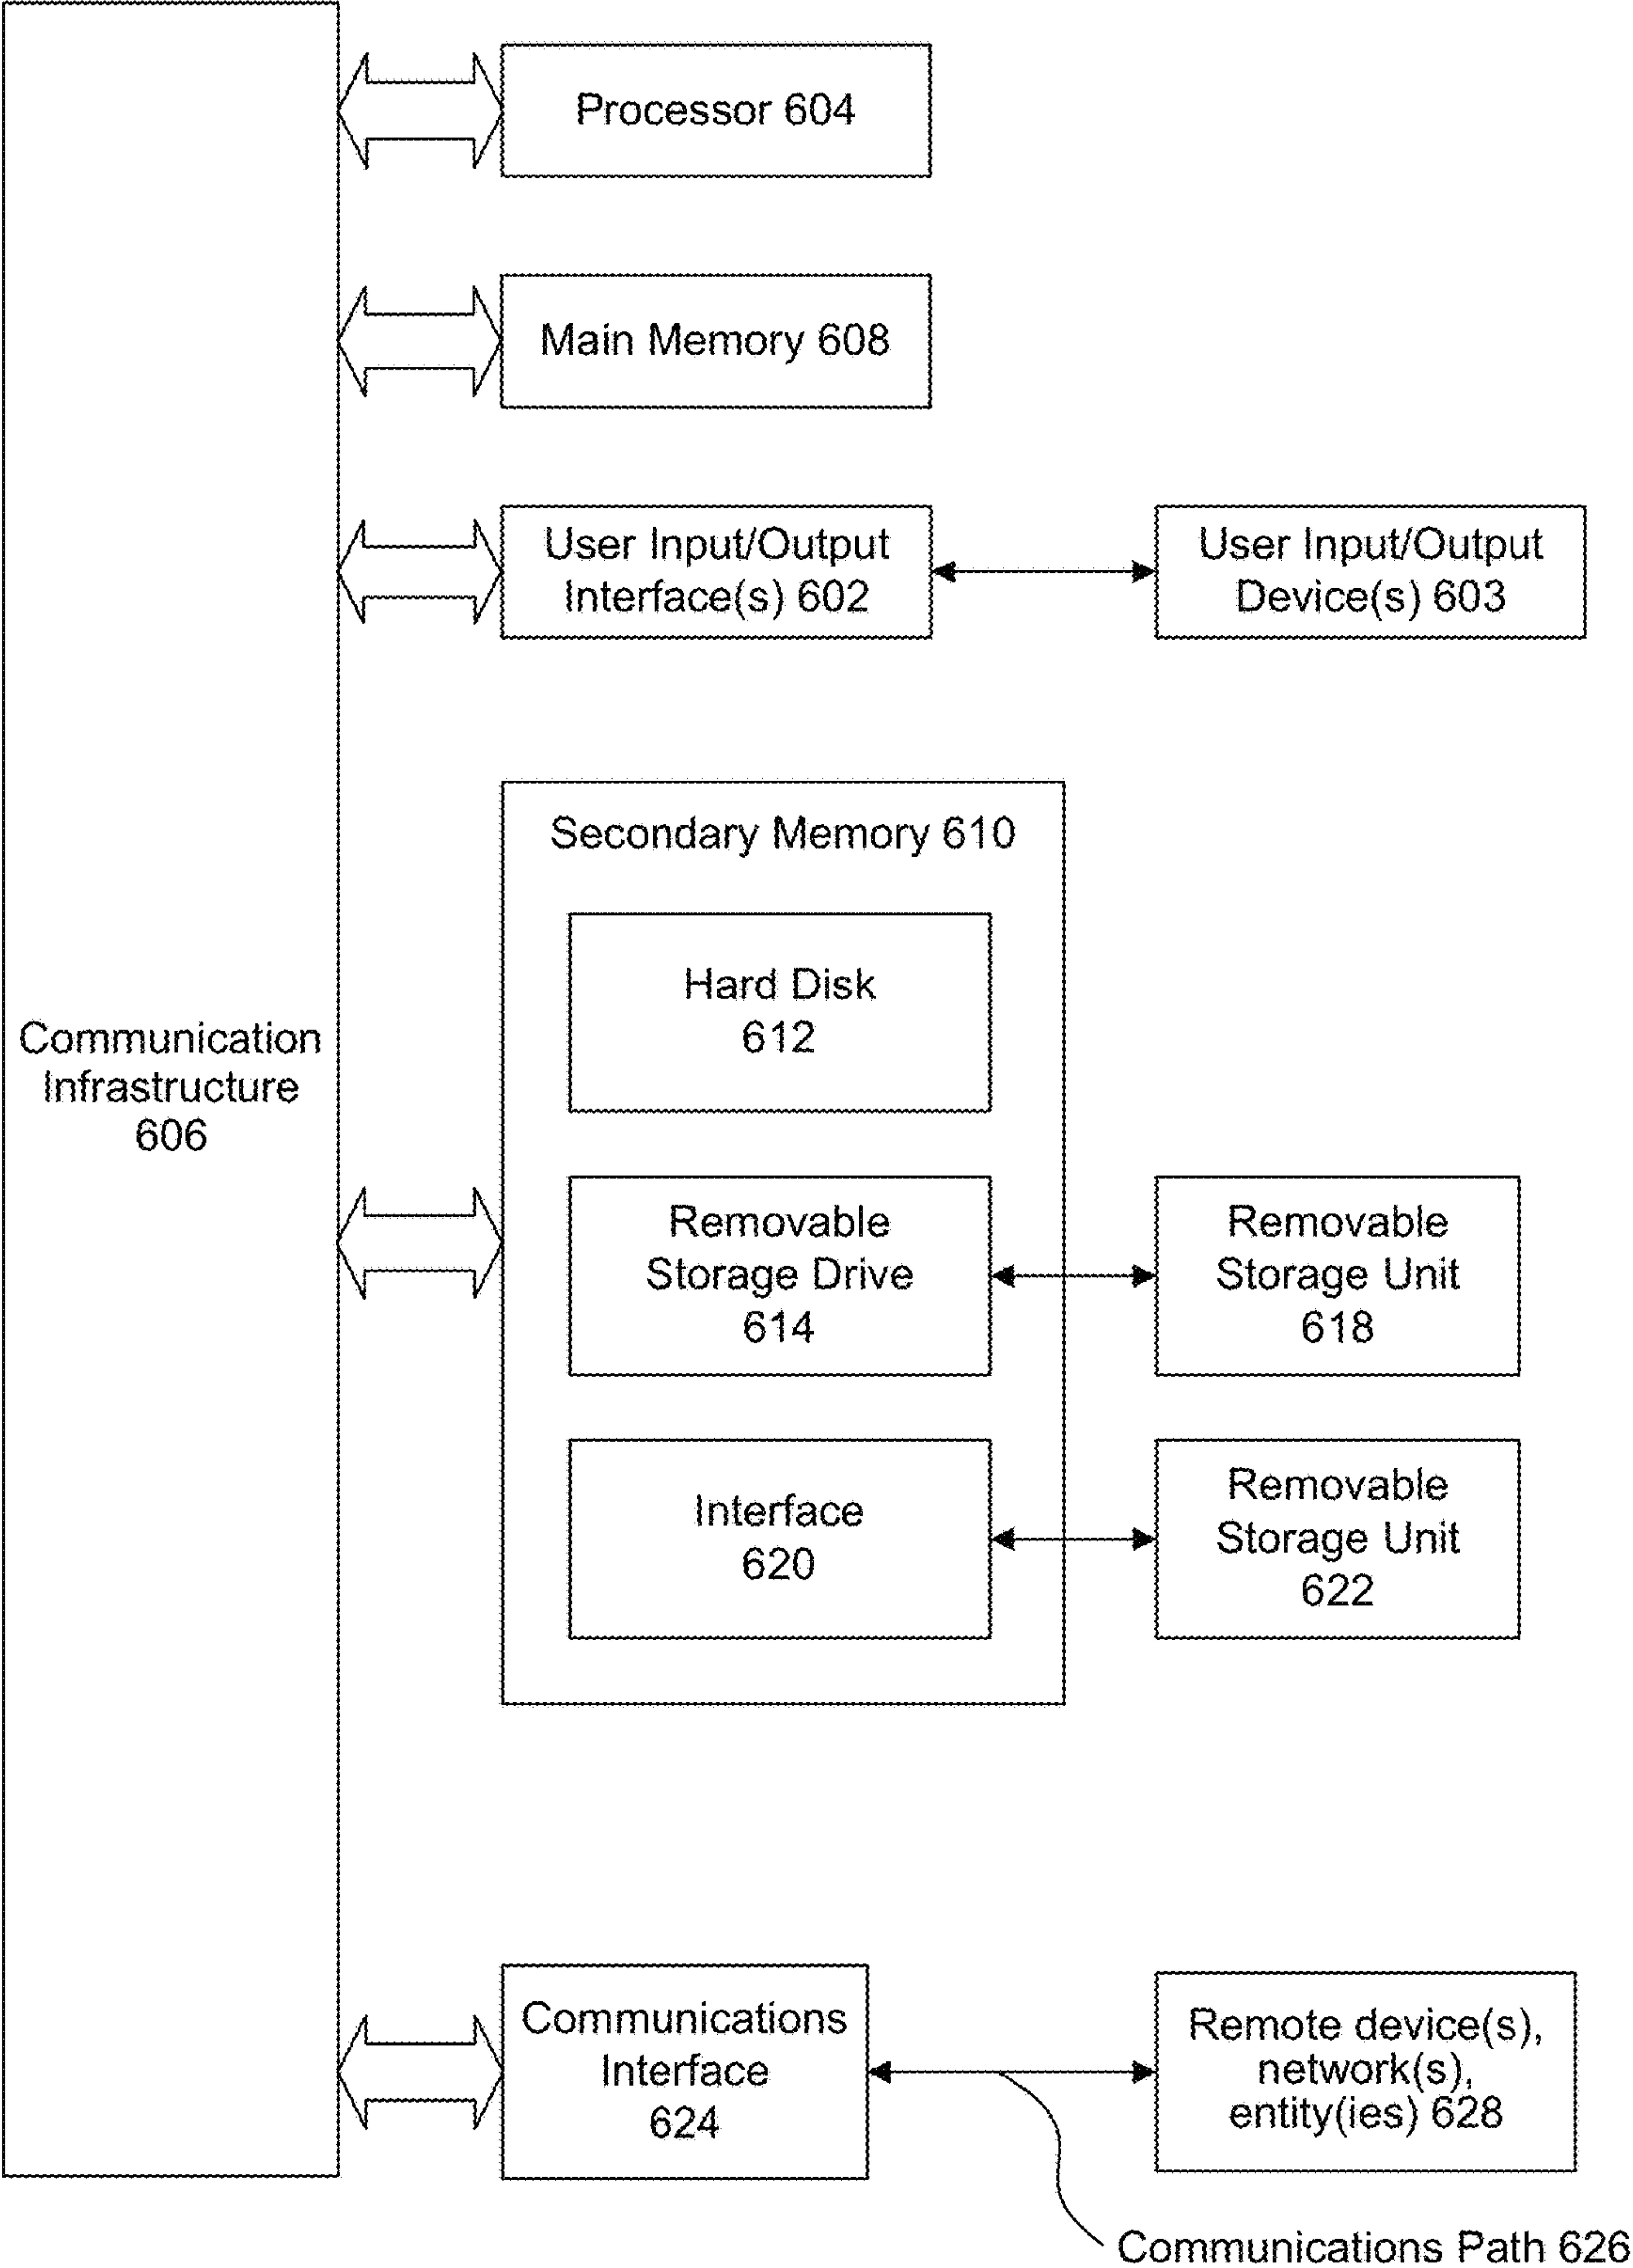 Processor 604
Main Memory 608
User Input/Output
Interface(s) 602
User Input/Output
Device(s) 603
Secondary Memory 610
Hard Disk
612
Communication
Infrastructure
606
Removable
Storage Drive
614
Removable
Storage Unit
618
Interface
620
Removable
Storage Unit
622
Communications
Interface
624
Remote device(s),
network(s),
entity(ies) 628
Communications Path 626